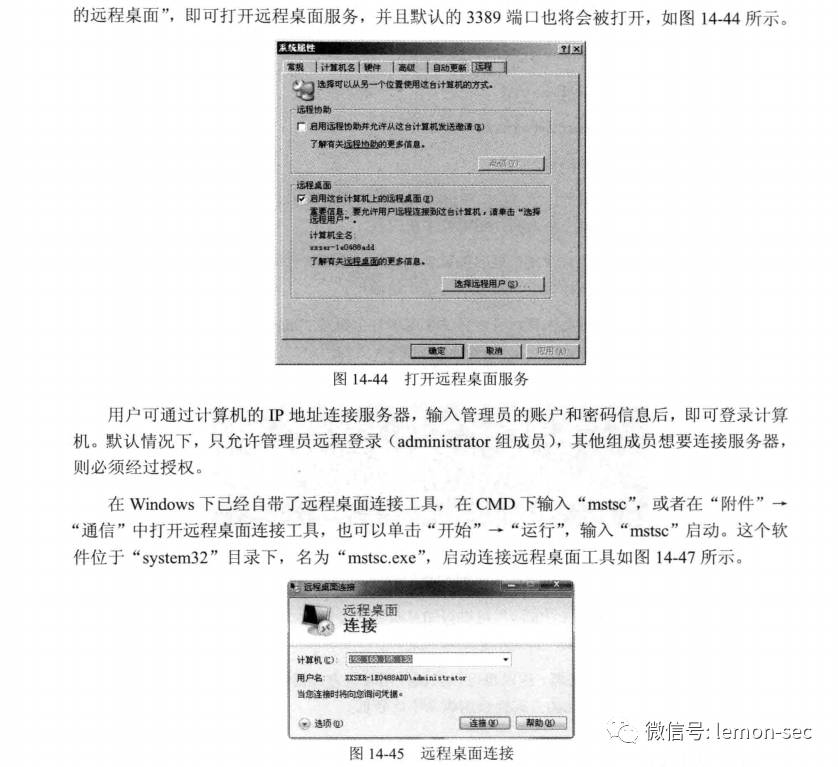 的远程桌面”，即可打开远程桌面服务，并且默认的 3389 端口也将会被打开，如图 14-44 所示。
系统属性
常规 计算机名 硬件 高级 自动更新 远程
选择可以从另一个位置使用这台计算机的方式。
远程协助
启用远程协助并允许从这台计算机发送邀请(R)
了解有关远程协助的更多信息。
高级(V)...
远程桌面
启用这台计算机上的远程桌面(E)
重要信息: 要允许用户远程连接到这台计算机，请单击“选择
远程用户”。
计算机全名:
xxser-1e0488add
了解有关远程桌面的更多信息。
选择远程用户(S)...
确定 取消 应用(A)
图 14-44 打开远程桌面服务
用户可通过计算机的 IP 地址连接服务器，输入管理员的账户和密码信息后，即可登录计算
机。默认情况下，只允许管理员远程登录（administrator 组成员），其他组成员想要连接服务器，
则必须经过授权。
在 Windows 下已经自带了远程桌面连接工具，在 CMD 下输入“mstsc”，或者在“附件”→
“通信”中打开远程桌面连接工具，也可以单击“开始”→“运行”，输入“mstsc”启动。这个软
件位于“system32”目录下，名为“mstsc.exe”，启动连接远程桌面工具如图 14-47 所示。
远程桌面连接
远程桌面
连接
计算机(C):
用户名: XXSER-1E0488ADD\administrator
当您连接时将向您询问凭据。
选项(O) 连接(N) 帮助(H)
图 14-45 远程桌面连接
微信号: lemon-sec